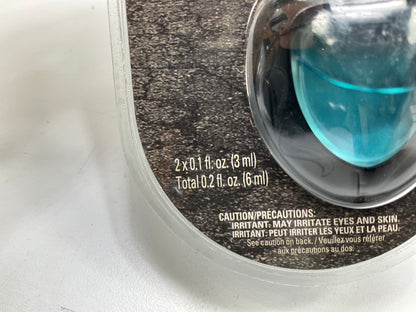 2 x 0.1 fl. oz. (3 ml)
Total 0.2 fl. oz. (6 ml)
CAUTION/PRÉCAUTIONS:
IRRITANT: MAY IRRITATE EYES AND SKIN.
IRRITANT: PEUT IRRITER LES YEUX ET LA PEAU.
See caution on back. / Veuillez vous référer
aux précautions au dos.